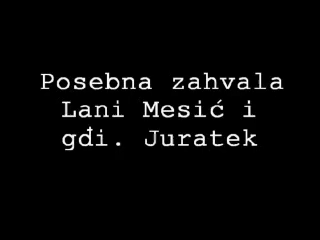 Posebna zahvala
Lani Mesić i
gđi. Juratek